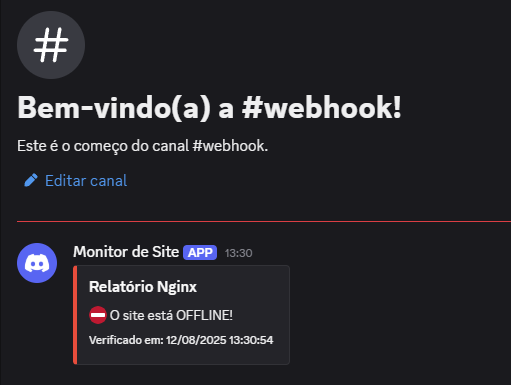 Bem-vindo(a) a #webhook!
Este é o começo do canal #webhook.
Editar canal
Monitor de Site APP 13:30
Relatório Nginx
⛔ O site está OFFLINE!
Verificado em: 12/08/2025 13:30:54